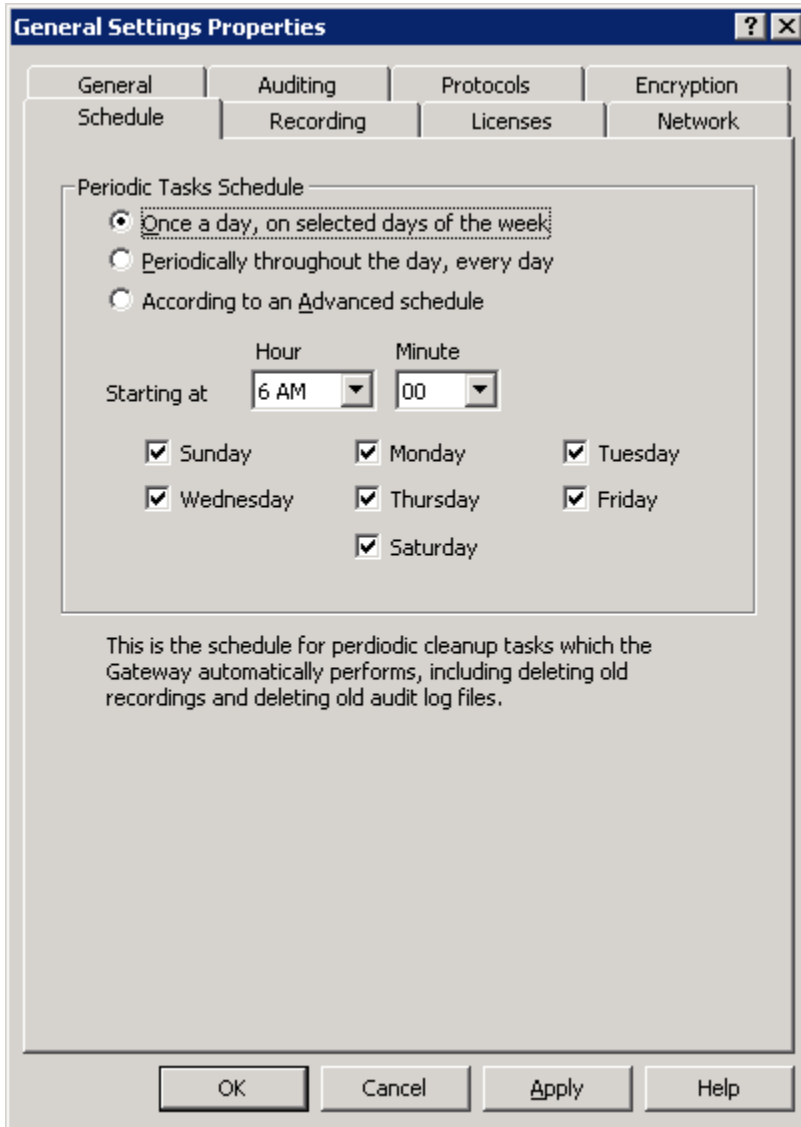 General Settings Properties
General Auditing Protocols Encryption
Schedule Recording Licenses Network
Periodic Tasks Schedule
Once a day, on selected days of the week
Periodically throughout the day, every day
According to an Advanced schedule
Hour Minute
Starting at 6 AM 00
Sunday Monday Tuesday
Wednesday Thursday Friday
Saturday
This is the schedule for perdiodic cleanup tasks which the
Gateway automatically performs, including deleting old
recordings and deleting old audit log files.
OK Cancel Apply Help